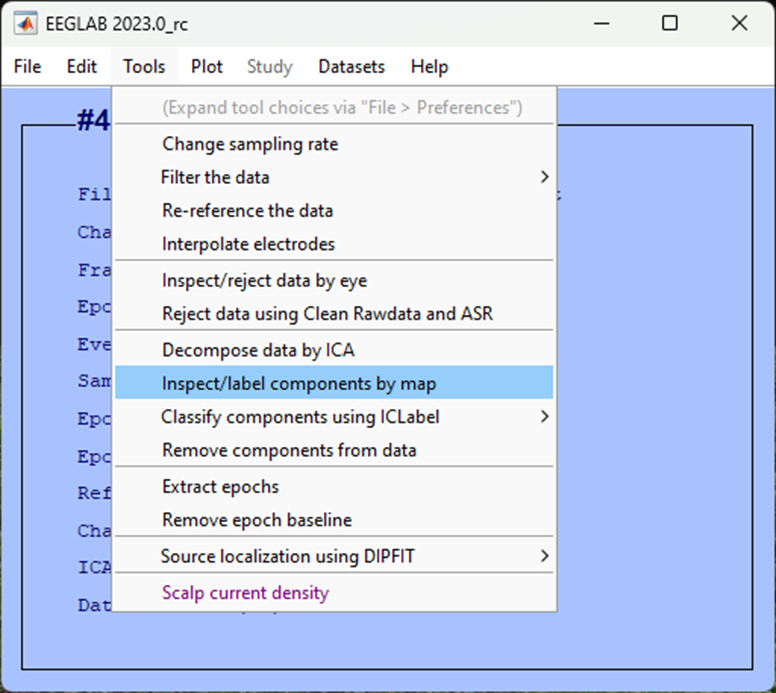 EEGLAB 2023.0_rc
File Edit Tools Plot Study Datasets Help
#4
(Expand tool choices via "File > Preferences")
Change sampling rate
Filter the data
Re-reference the data
Interpolate electrodes
Inspect/reject data by eye
Reject data using Clean Rawdata and ASR
Decompose data by ICA
Inspect/label components by map
Classify components using ICLabel
Remove components from data
Extract epochs
Remove epoch baseline
Source localization using DIPFIT
Scalp current density
Fil
Cha
Fra
Epo
Eve
Sam
Epo
Epo
Ref
Cha
ICA
Dat